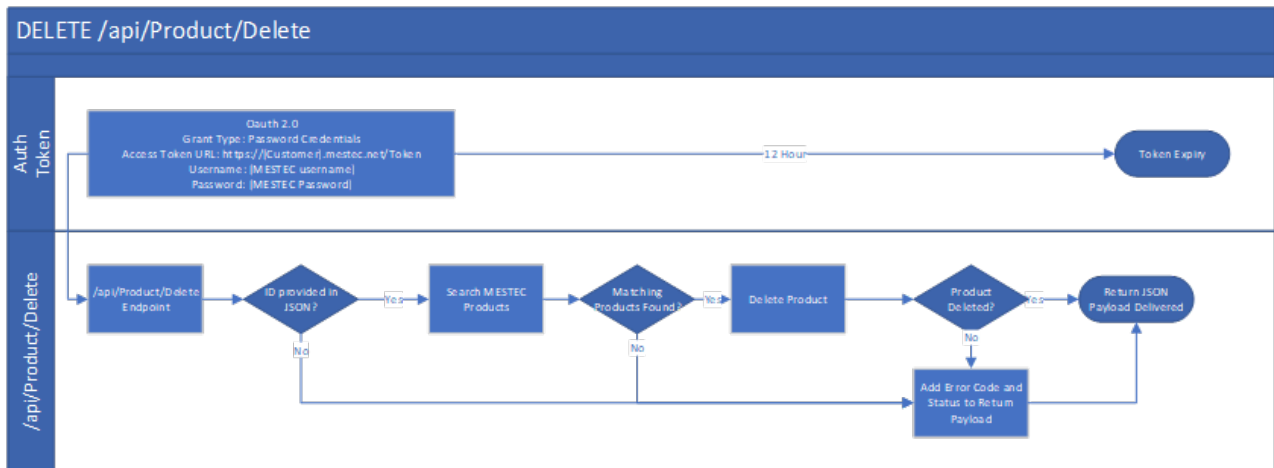 DELETE /api/Product/Delete
Auth
Token
Oauth 2.0
Grant Type: Password Credentials
Access Token URL: https://{Customer}.mestec.net/Token
Username: {MESTEC username}
Password: {MESTEC Password}
12 Hour
Token Expiry
/api/Product/Delete
/api/Product/Delete
Endpoint
ID provided in
JSON?
Yes
Search MESTEC
Products
Matching
Products Found?
Yes
Delete Product
Product
Deleted?
Yes
Return JSON
Payload Delivered
No
No
No
Add Error Code and
Status to Return
Payload